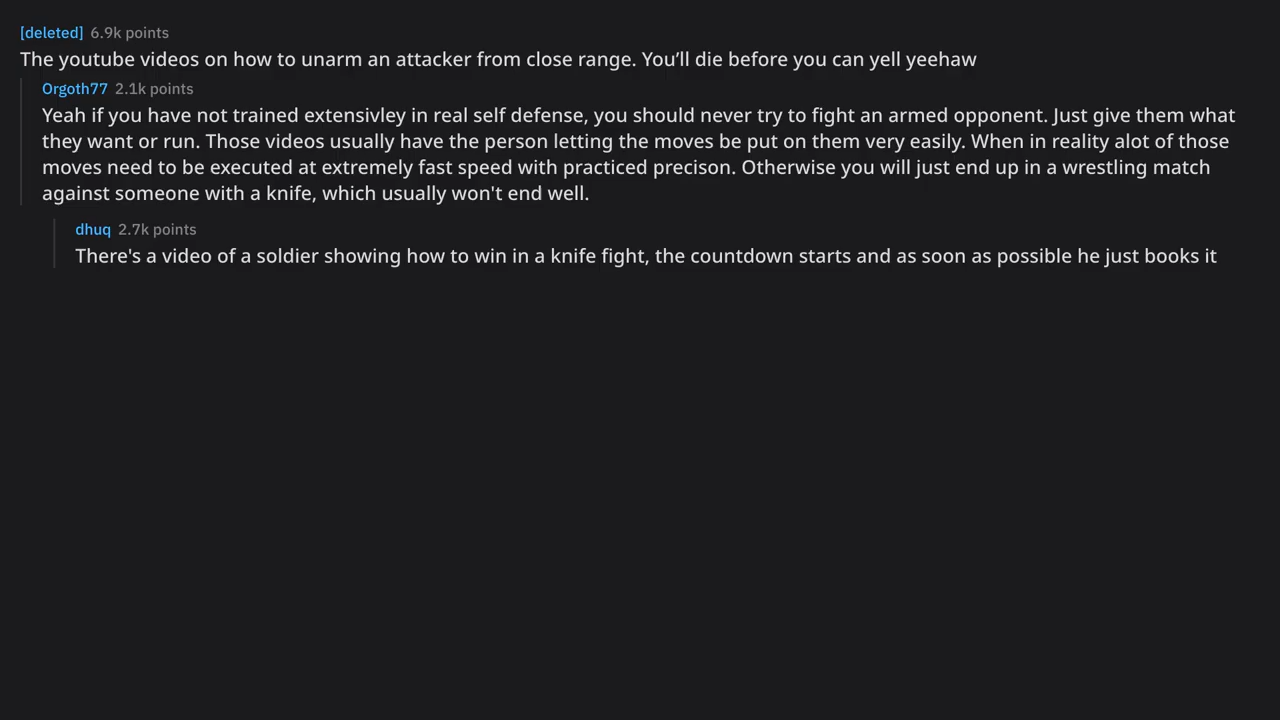 [deleted] 6.9k points
The youtube videos on how to unarm an attacker from close range. You’ll die before you can yell yeehaw
Orgoth77 2.1k points
Yeah if you have not trained extensivley in real self defense, you should never try to fight an armed opponent. Just give them what
they want or run. Those videos usually have the person letting the moves be put on them very easily. When in reality alot of those
moves need to be executed at extremely fast speed with practiced precison. Otherwise you will just end up in a wrestling match
against someone with a knife, which usually won't end well.
dhuq 2.7k points
There's a video of a soldier showing how to win in a knife fight, the countdown starts and as soon as possible he just books it